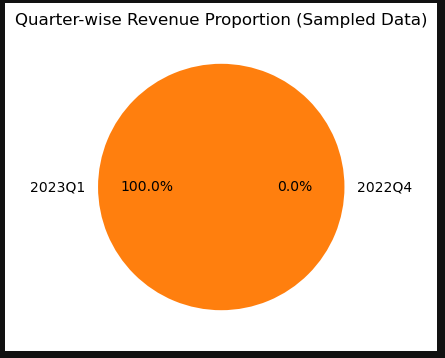 Quarter-wise Revenue Proportion (Sampled Data)
2023Q1 100.0% 0.0% 2022Q4